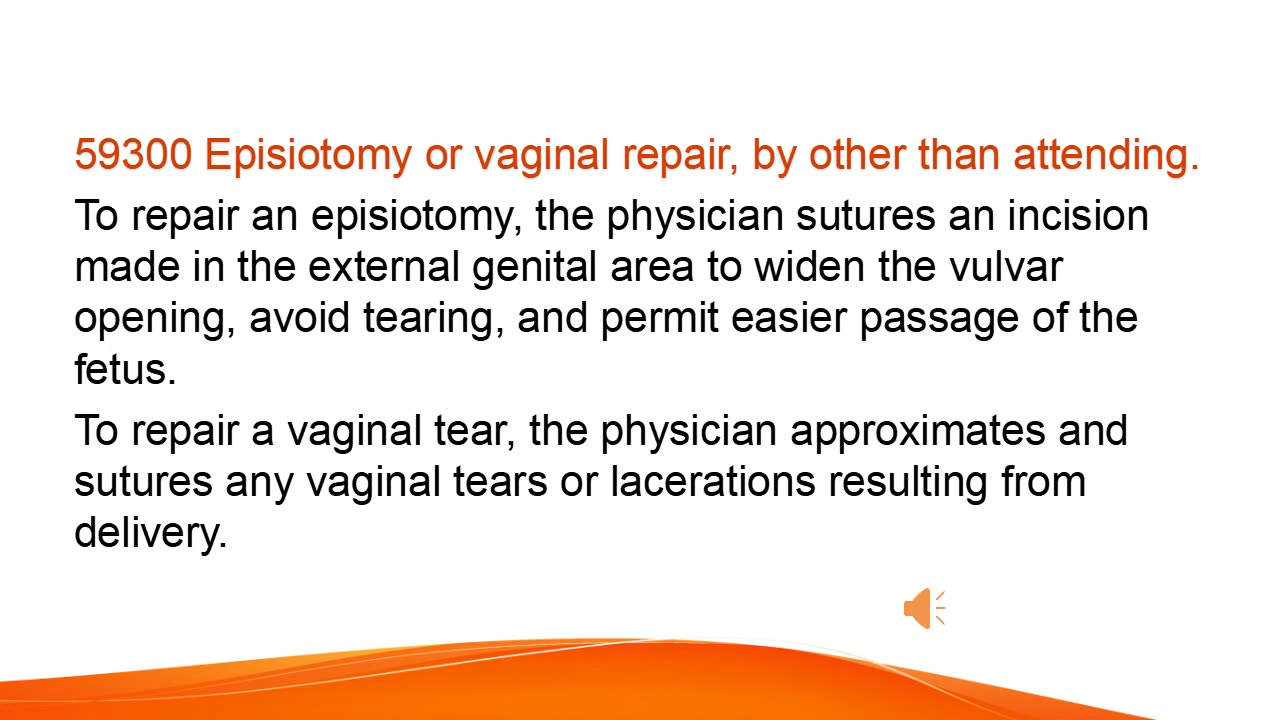 59300 Episiotomy or vaginal repair, by other than attending.
To repair an episiotomy, the physician sutures an incision
made in the external genital area to widen the vulvar
opening, avoid tearing, and permit easier passage of the
fetus.
To repair a vaginal tear, the physician approximates and
sutures any vaginal tears or lacerations resulting from
delivery.